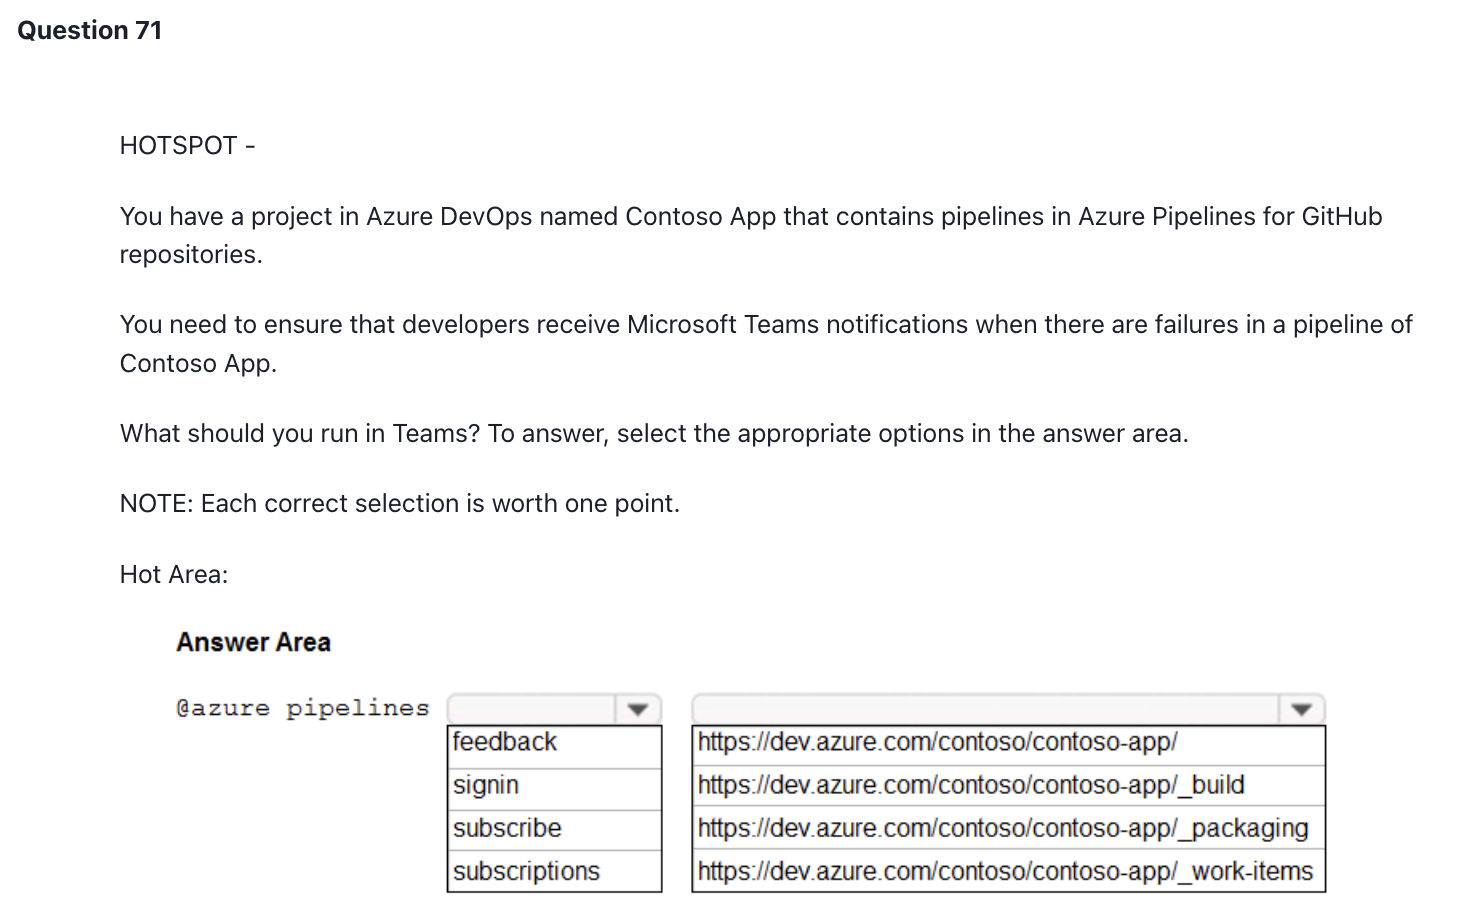 Question 71
HOTSPOT -
You have a project in Azure DevOps named Contoso App that contains pipelines in Azure Pipelines for GitHub
repositories.
You need to ensure that developers receive Microsoft Teams notifications when there are failures in a pipeline of
Contoso App.
What should you run in Teams? To answer, select the appropriate options in the answer area.
NOTE: Each correct selection is worth one point.
Hot Area:
Answer Area
@azure pipelines
feedback
signin
subscribe
subscriptions
https://dev.azure.com/contoso/contoso-app/
https://dev.azure.com/contoso/contoso-app/_build
https://dev.azure.com/contoso/contoso-app/_packaging
https://dev.azure.com/contoso/contoso-app/_work-items